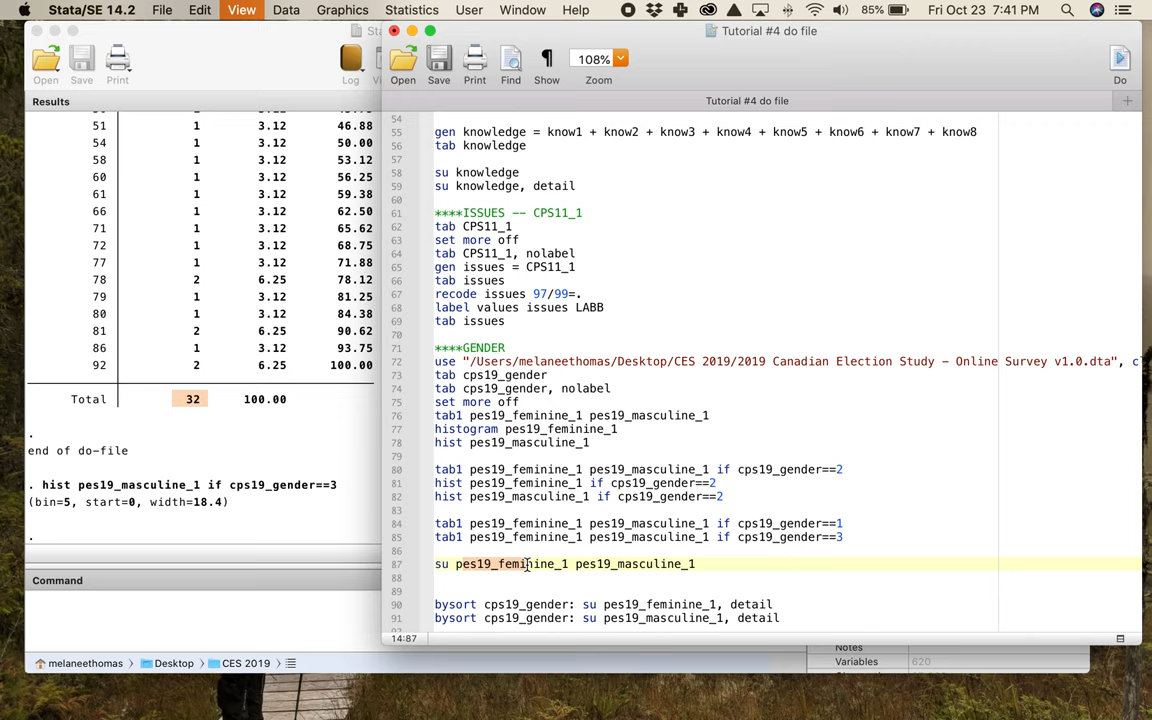 Stata/SE 14.2 File Edit View Data Graphics Statistics User Window Help 85% Fri Oct 23 7:41 PM
Tutorial #4 do file
Open Save Print Log
Open Save Print Find Show 108% Zoom Do
Results
Tutorial #4 do file
51 1 3.12 46.88
54 1 3.12 50.00
58 1 3.12 53.12
60 1 3.12 56.25
61 1 3.12 59.38
66 1 3.12 62.50
71 1 3.12 65.62
72 1 3.12 68.75
77 1 3.12 71.88
78 2 6.25 78.12
79 1 3.12 81.25
80 1 3.12 84.38
81 2 6.25 90.62
86 1 3.12 93.75
92 2 6.25 100.00
Total 32 100.00
.
end of do-file
. hist pes19_masculine_1 if cps19_gender==3
(bin=5, start=0, width=18.4)
.
Command
melaneethomas Desktop CES 2019
54
55 gen knowledge = know1 + know2 + know3 + know4 + know5 + know6 + know7 + know8
56 tab knowledge
57
58 su knowledge
59 su knowledge, detail
60
61 ****ISSUES -- CPS11_1
62 tab CPS11_1
63 set more off
64 tab CPS11_1, nolabel
65 gen issues = CPS11_1
66 tab issues
67 recode issues 97/99=.
68 label values issues LABB
69 tab issues
70
71 ****GENDER
72 use "/Users/melaneethomas/Desktop/CES 2019/2019 Canadian Election Study - Online Survey v1.0.dta", c
73 tab cps19_gender
74 tab cps19_gender, nolabel
75 set more off
76 tab1 pes19_feminine_1 pes19_masculine_1
77 histogram pes19_feminine_1
78 hist pes19_masculine_1
79
80 tab1 pes19_feminine_1 pes19_masculine_1 if cps19_gender==2
81 hist pes19_feminine_1 if cps19_gender==2
82 hist pes19_masculine_1 if cps19_gender==2
83
84 tab1 pes19_feminine_1 pes19_masculine_1 if cps19_gender==1
85 tab1 pes19_feminine_1 pes19_masculine_1 if cps19_gender==3
86
87 su pes19_feminine_1 pes19_masculine_1
88
89
90 bysort cps19_gender: su pes19_feminine_1, detail
91 bysort cps19_gender: su pes19_masculine_1, detail
14:87
Notes
Variables 620